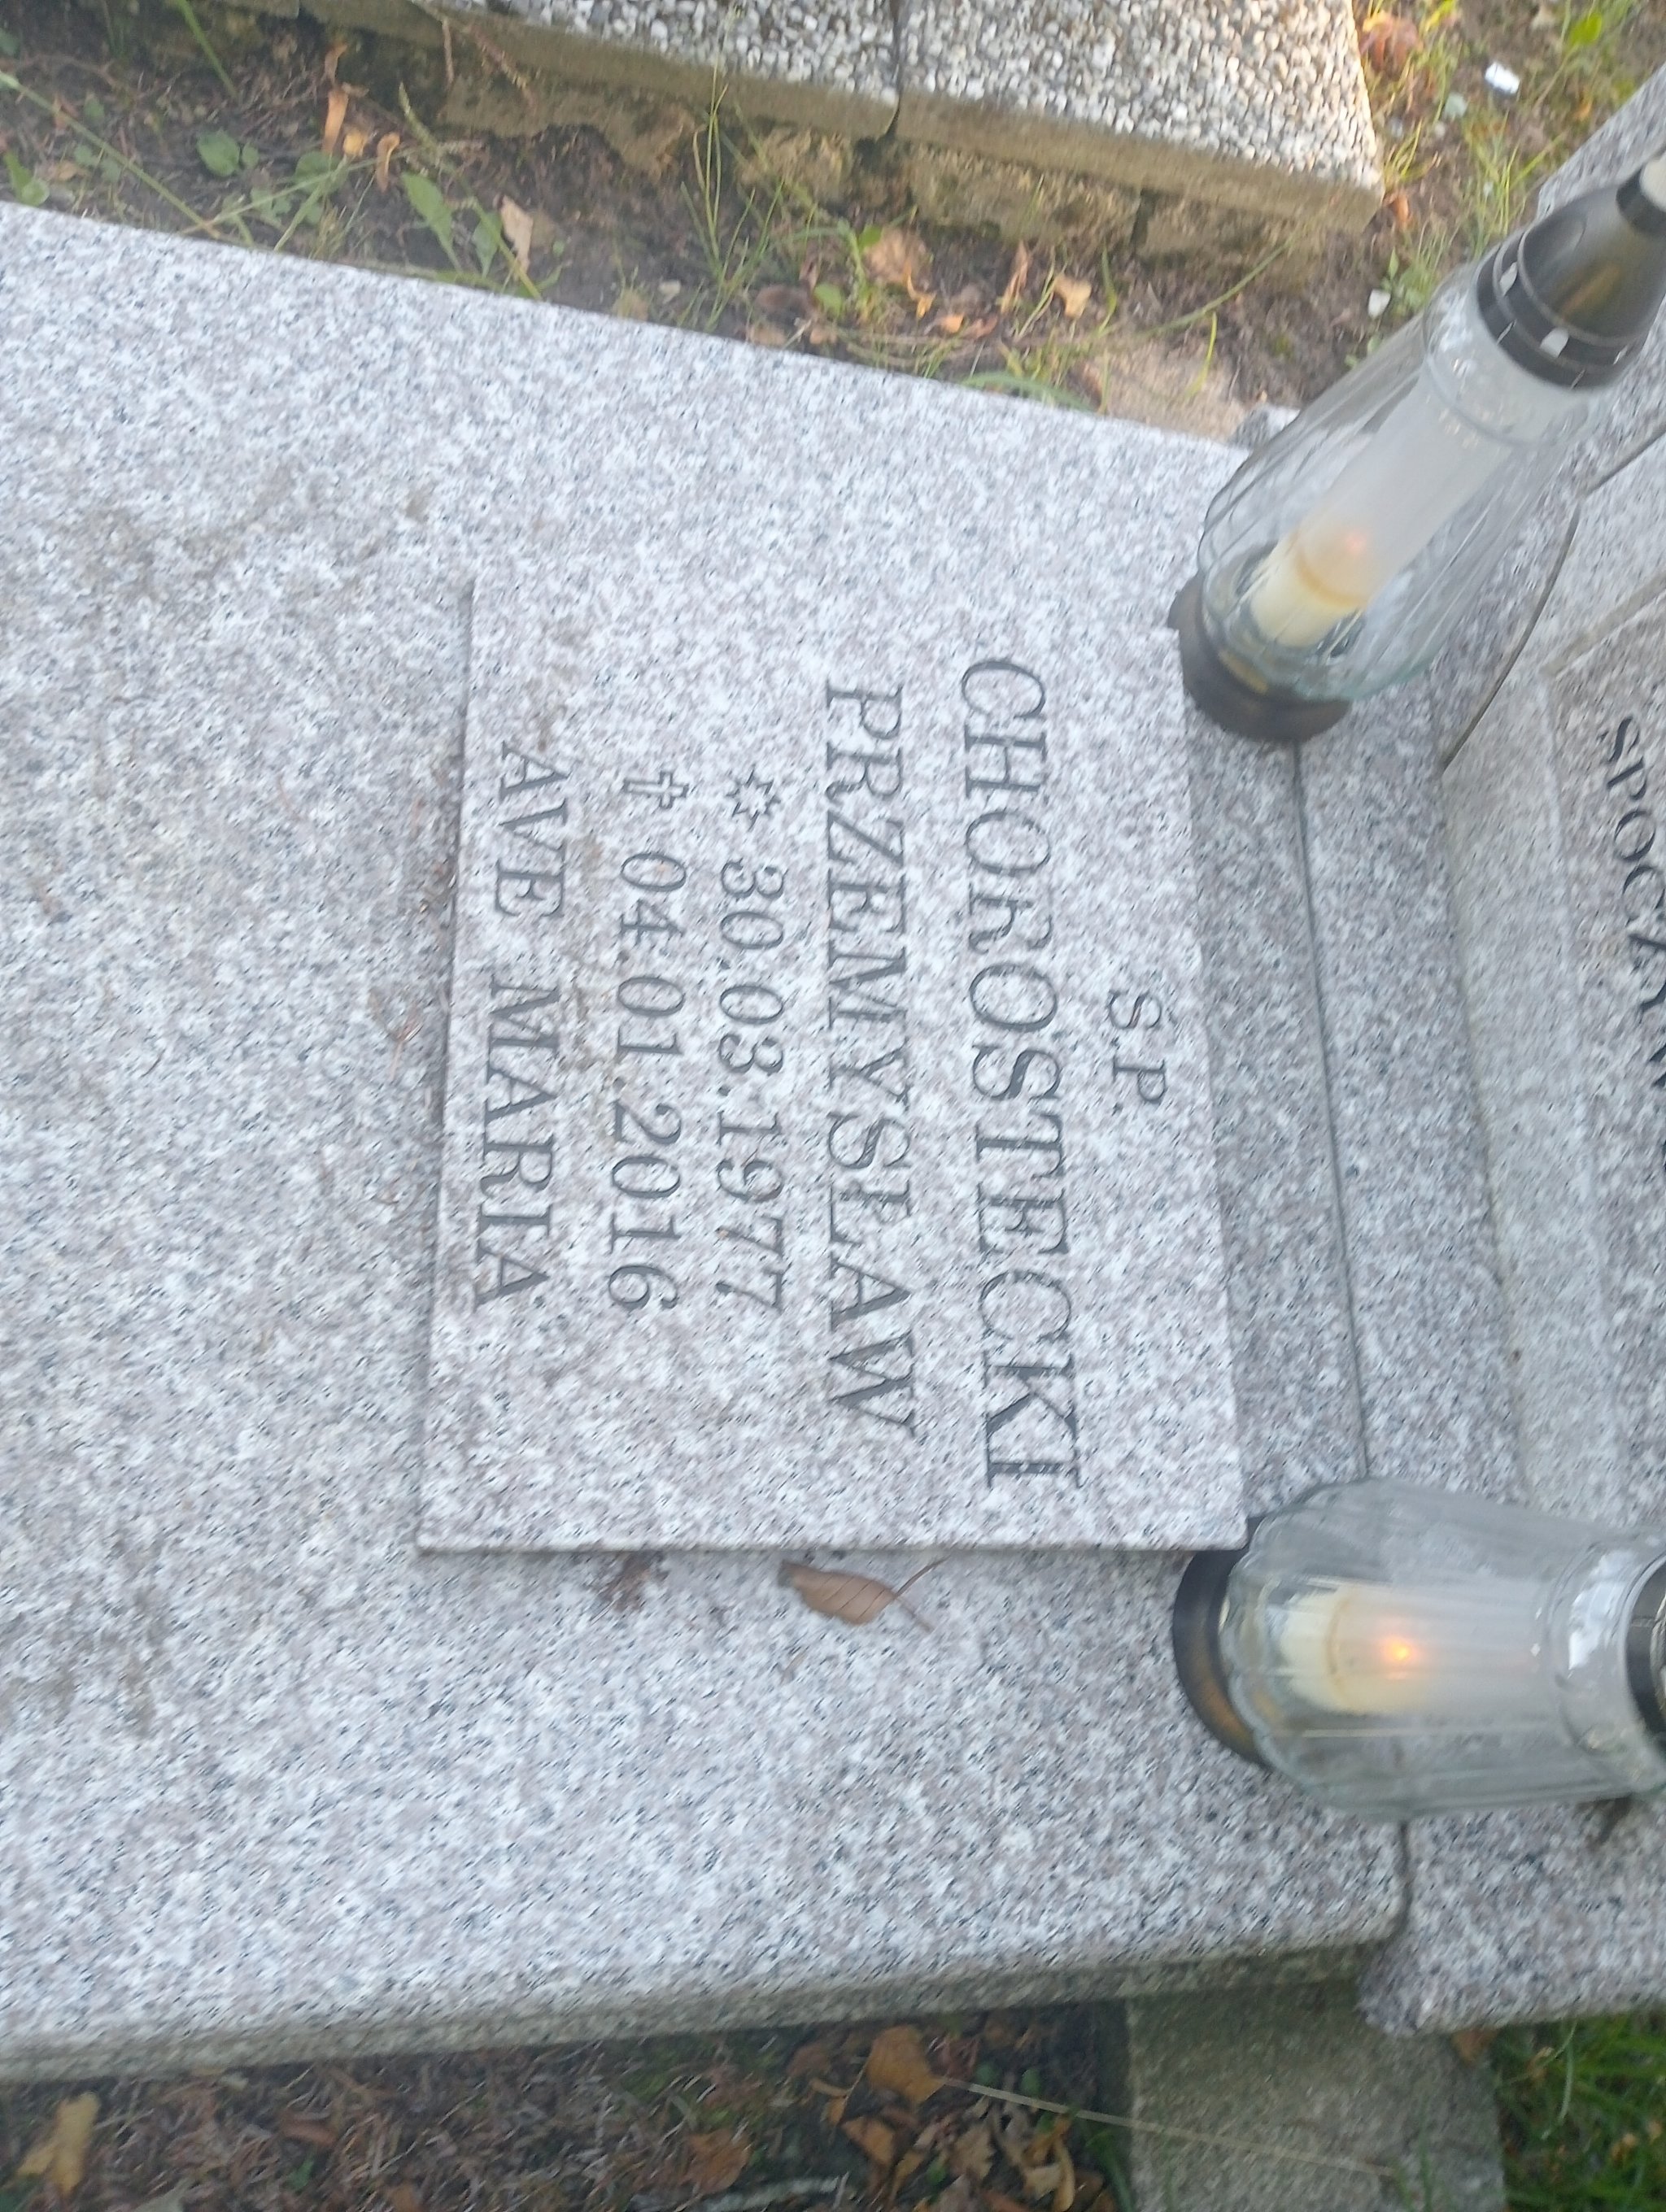 S.P.
CHOROSTECKI
PRZEMYSŁAW
30.03.1977
04.01.2016
AVE MARIA